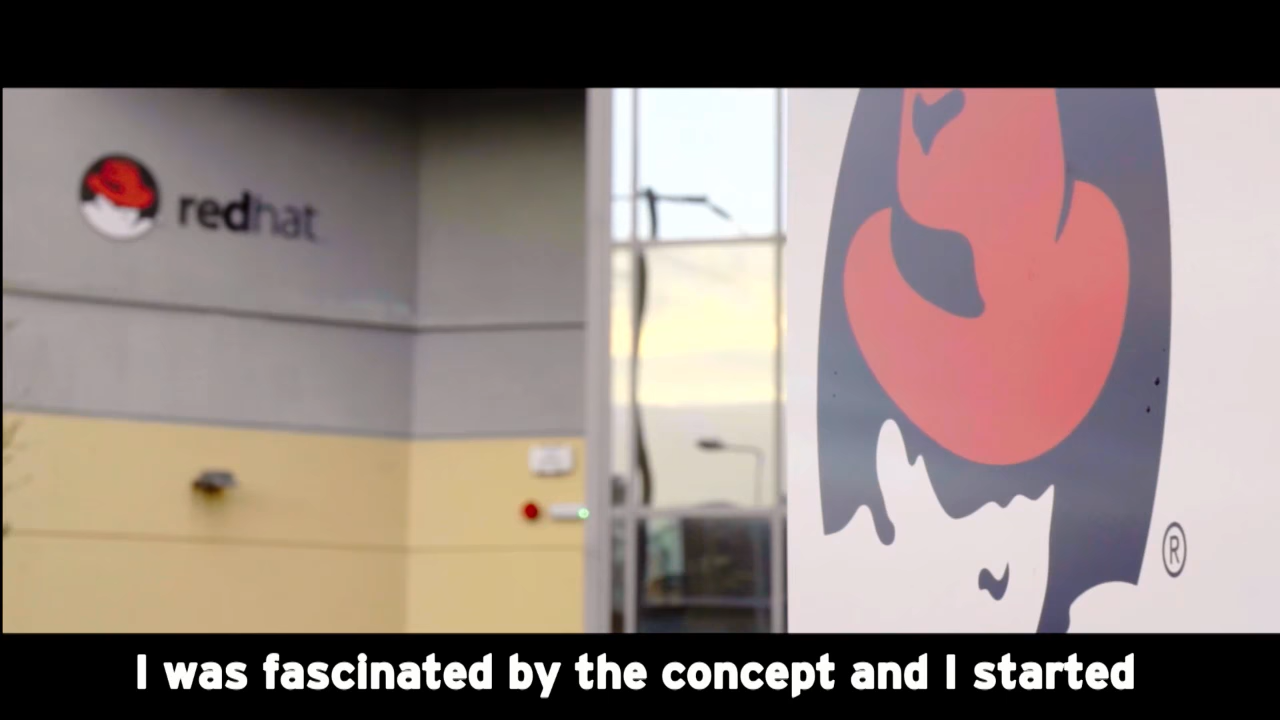 redhat
®
I was fascinated by the concept and I started